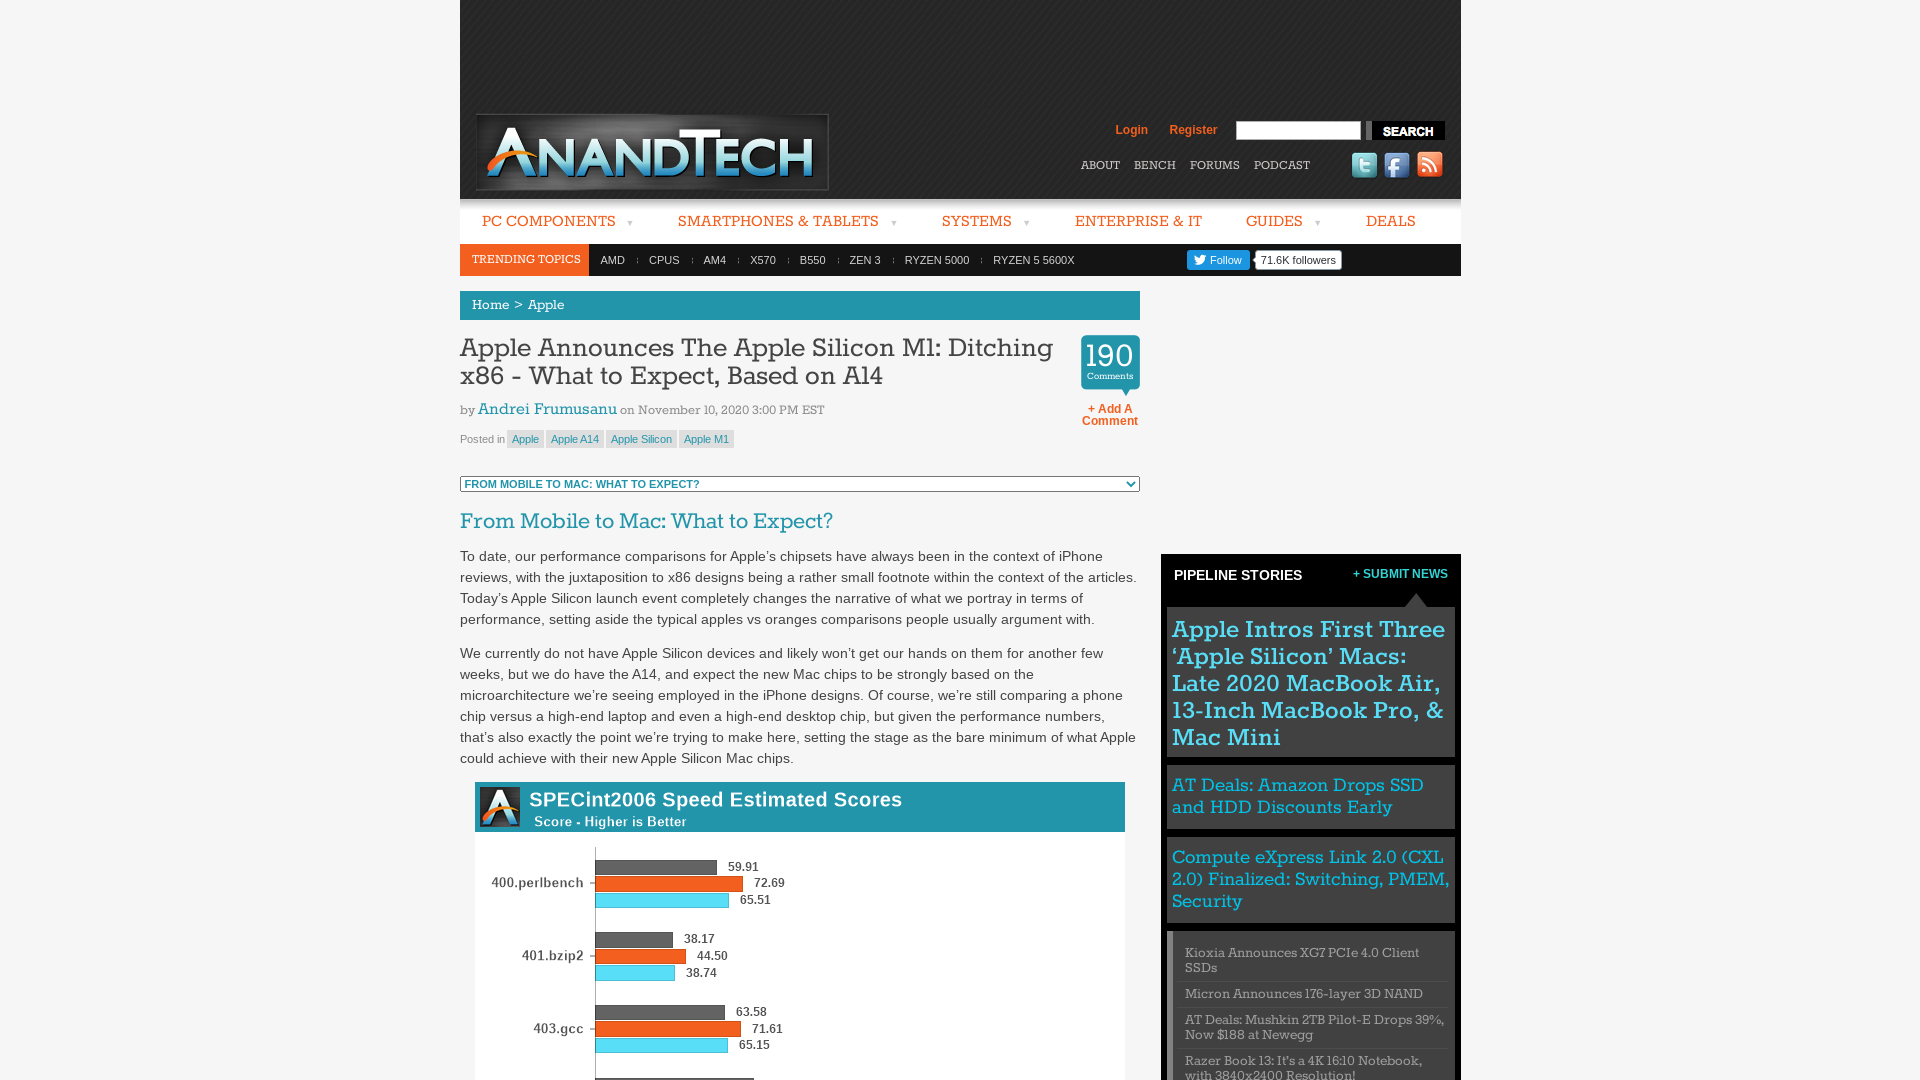 ANANDTECH
Login Register SEARCH
ABOUT BENCH FORUMS PODCAST
PC COMPONENTS SMARTPHONES & TABLETS SYSTEMS ENTERPRISE & IT GUIDES DEALS
TRENDING TOPICS AMD CPUS AM4 X570 B550 ZEN 3 RYZEN 5000 RYZEN 5 5600X Follow 71.6K followers
Home > Apple
Apple Announces The Apple Silicon M1: Ditching
x86 - What to Expect, Based on A14
by Andrei Frumusanu on November 10, 2020 3:00 PM EST
Posted in Apple Apple A14 Apple Silicon Apple M1
190
Comments
+ Add A
Comment
FROM MOBILE TO MAC: WHAT TO EXPECT?
From Mobile to Mac: What to Expect?
To date, our performance comparisons for Apple’s chipsets have always been in the context of iPhone
reviews, with the juxtaposition to x86 designs being a rather small footnote within the context of the articles.
Today’s Apple Silicon launch event completely changes the narrative of what we portray in terms of
performance, setting aside the typical apples vs oranges comparisons people usually argument with.
We currently do not have Apple Silicon devices and likely won’t get our hands on them for another few
weeks, but we do have the A14, and expect the new Mac chips to be strongly based on the
microarchitecture we’re seeing employed in the iPhone designs. Of course, we’re still comparing a phone
chip versus a high-end laptop and even a high-end desktop chip, but given the performance numbers,
that’s also exactly the point we’re trying to make here, setting the stage as the bare minimum of what Apple
could achieve with their new Apple Silicon Mac chips.
SPECint2006 Speed Estimated Scores
Score - Higher is Better
59.91
400.perlbench 72.69
65.51
38.17
401.bzip2 44.50
38.74
63.58
403.gcc 71.61
65.15
PIPELINE STORIES + SUBMIT NEWS
Apple Intros First Three
‘Apple Silicon’ Macs:
Late 2020 MacBook Air,
13-Inch MacBook Pro, &
Mac Mini
AT Deals: Amazon Drops SSD
and HDD Discounts Early
Compute eXpress Link 2.0 (CXL
2.0) Finalized: Switching, PMEM,
Security
Kioxia Announces XG7 PCIe 4.0 Client
SSDs
Micron Announces 176-layer 3D NAND
AT Deals: Mushkin 2TB Pilot-E Drops 39%,
Now $188 at Newegg
Razer Book 13: It's a 4K 16:10 Notebook,
with 3840x2400 Resolution!